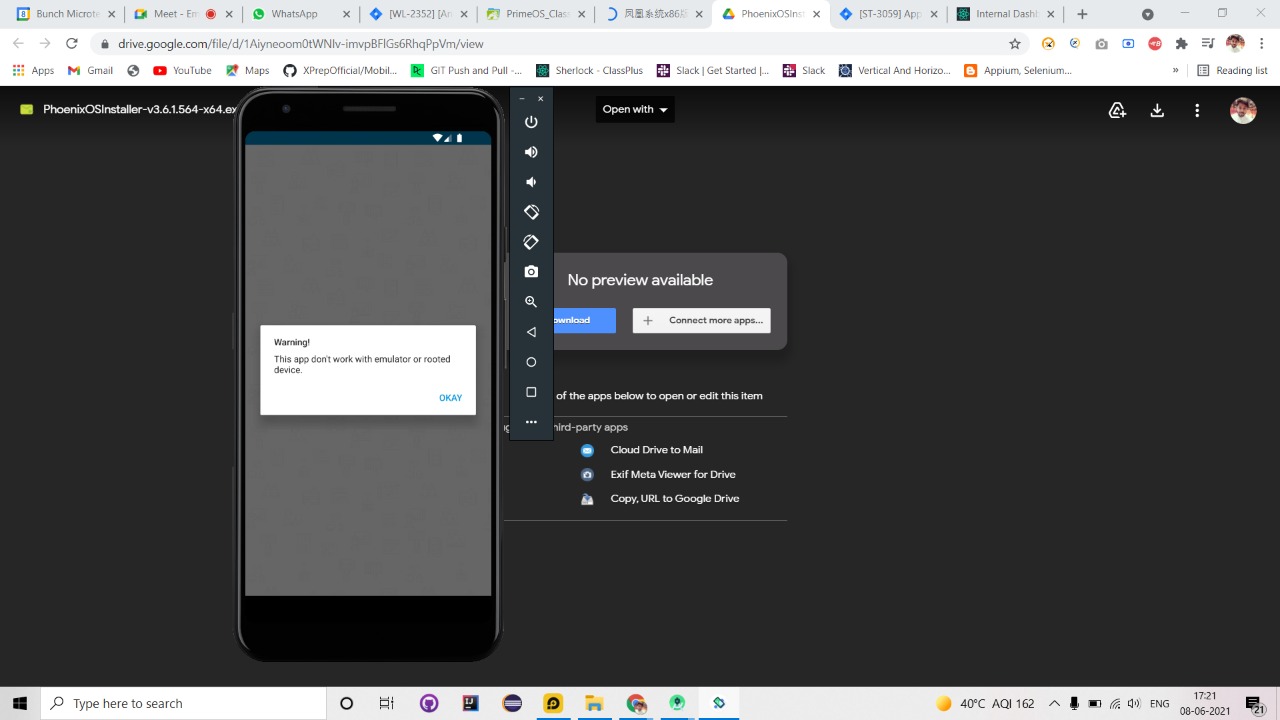 Bunch Microte
Meet - Em
WhatsApp
[WL-2352] [An
PrimeOS_Class
凤凰系统x86版
PhoenixOSInst
[ST-3039] App
Internal Dashb
drive.google.com/file/d/1Aiyneoom0tWNIv-imvpBFlGs6RhqPpVm/view
Apps
Gmail
YouTube
Maps
XPrepOfficial/Mobil...
GIT Push and Pull -...
Sherlock - ClassPlus
Slack | Get Started |...
Slack
Vertical And Horizo...
Appium, Selenium...
»
Reading list
PhoenixOSInstaller-v3.6.1.564-x64.ex
Open with
No preview available
ownload
Connect more apps...
Warning!
This app don't work with emulator or rooted
device.
OKAY
of the apps below to open or edit this item
hird-party apps
Cloud Drive to Mail
Exif Meta Viewer for Drive
Copy, URL to Google Drive
Type here to search
40°C AQI 162
ENG
17:21
08-06-2021
21